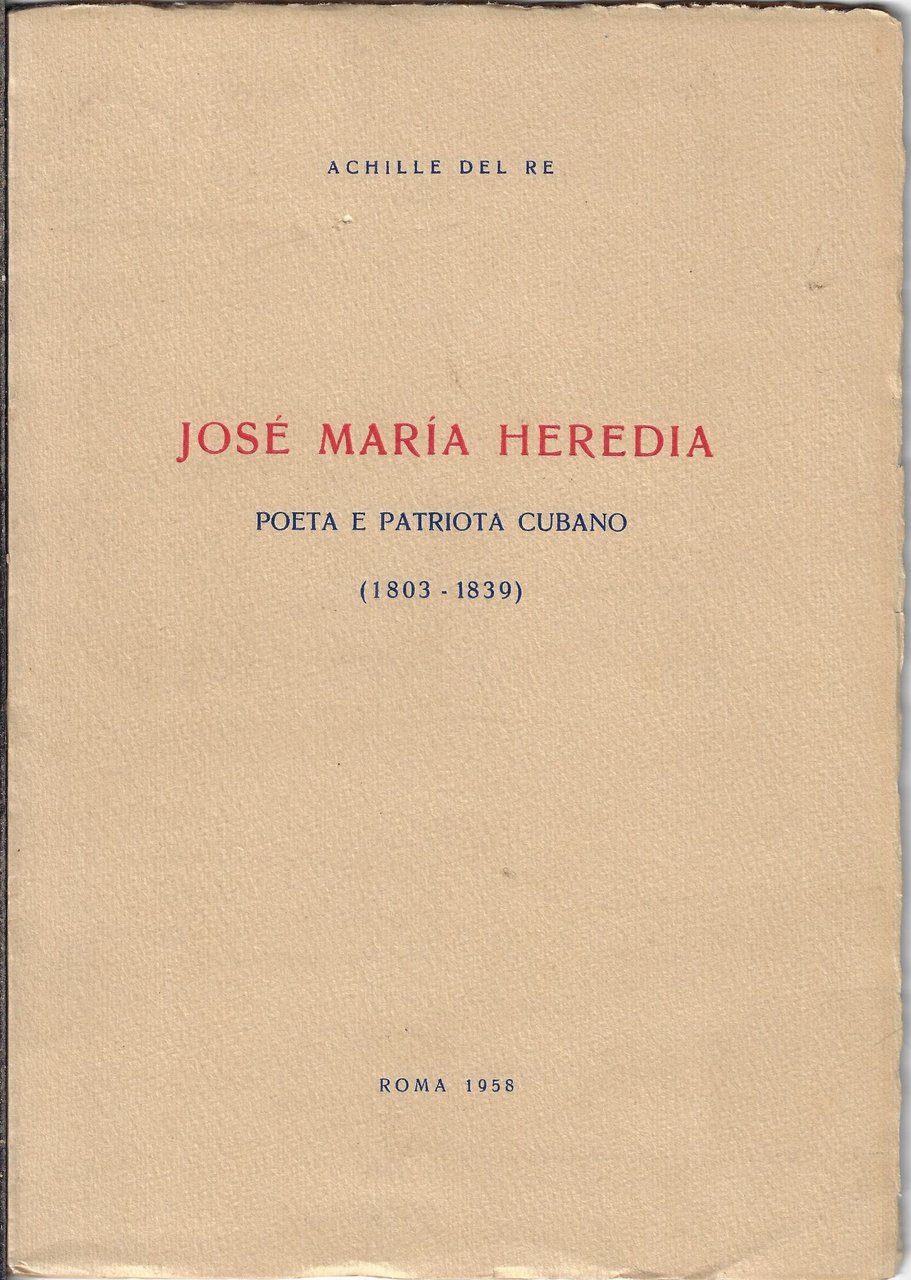 ACHILLE DEL RE
JOSÉ MARÍA HEREDIA
POETA E PATRIOTA CUBANO
(1803 - 1839)
ROMA 1958